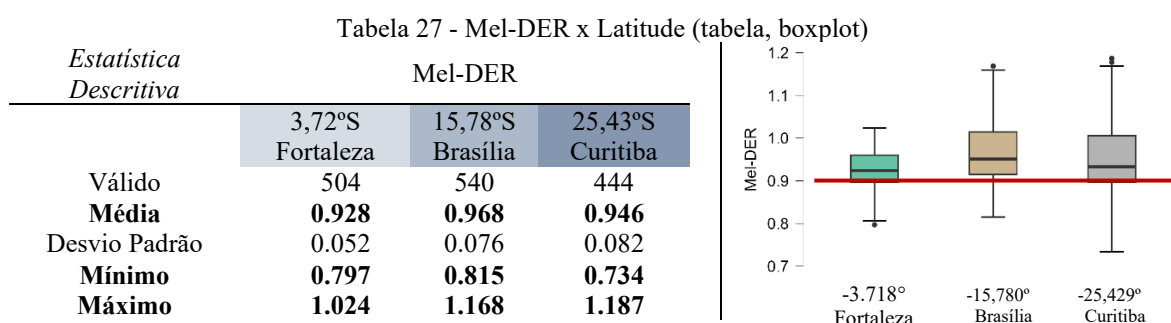 Tabela 27 - Mel-DER x Latitude (tabela, boxplot)
Estatística
Descritiva
Mel-DER
3,72ºS 15,78ºS 25,43ºS
Fortaleza Brasília Curitiba
Válido 504 540 444
Média 0.928 0.968 0.946
Desvio Padrão 0.052 0.076 0.082
Mínimo 0.797 0.815 0.734
Máximo 1.024 1.168 1.187
Mel-DER
1.2
1.1
1.0
0.9
0.8
0.7
-3.718° -15,780º -25,429º
Fortaleza Brasília Curitiba